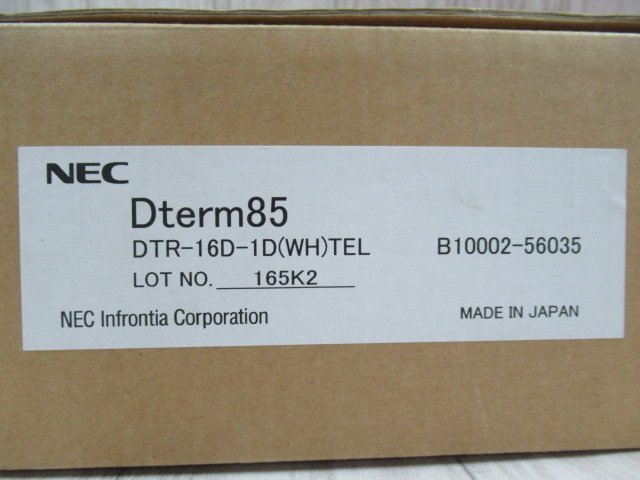 NEC
Dterm85
DTR-16D-1D(WH)TEL B10002-56035
LOT NO. 165K2
NEC Infrontia Corporation MADE IN JAPAN